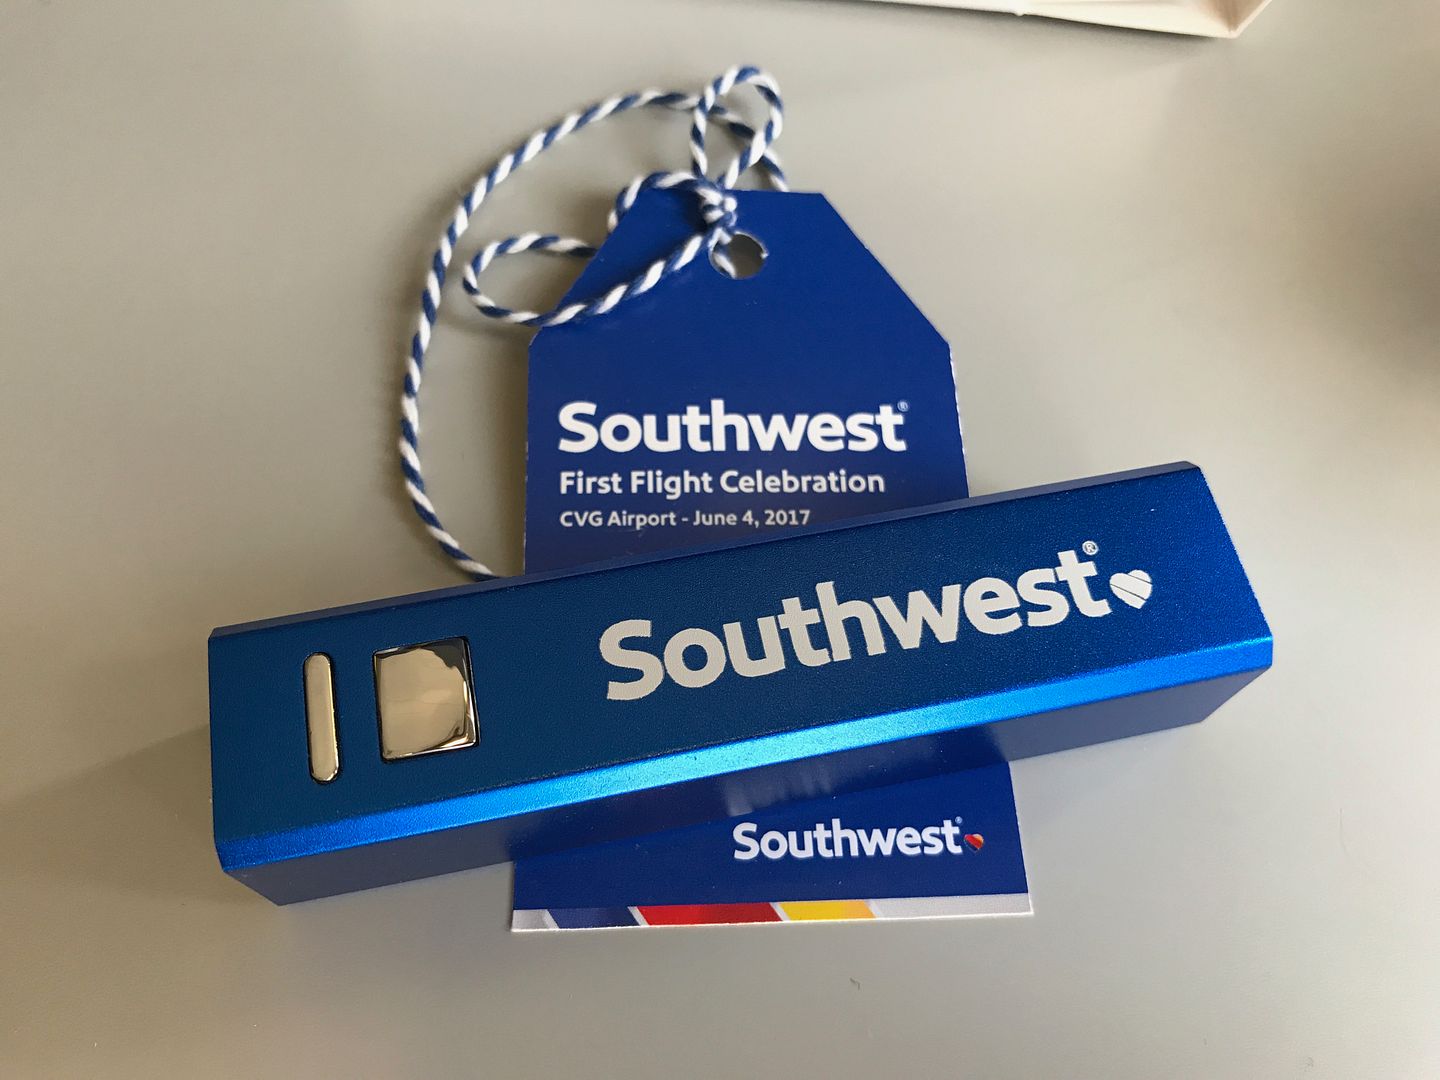 Southwest®
First Flight Celebration
CVG Airport - June 4, 2017
Southwest®
Southwest®